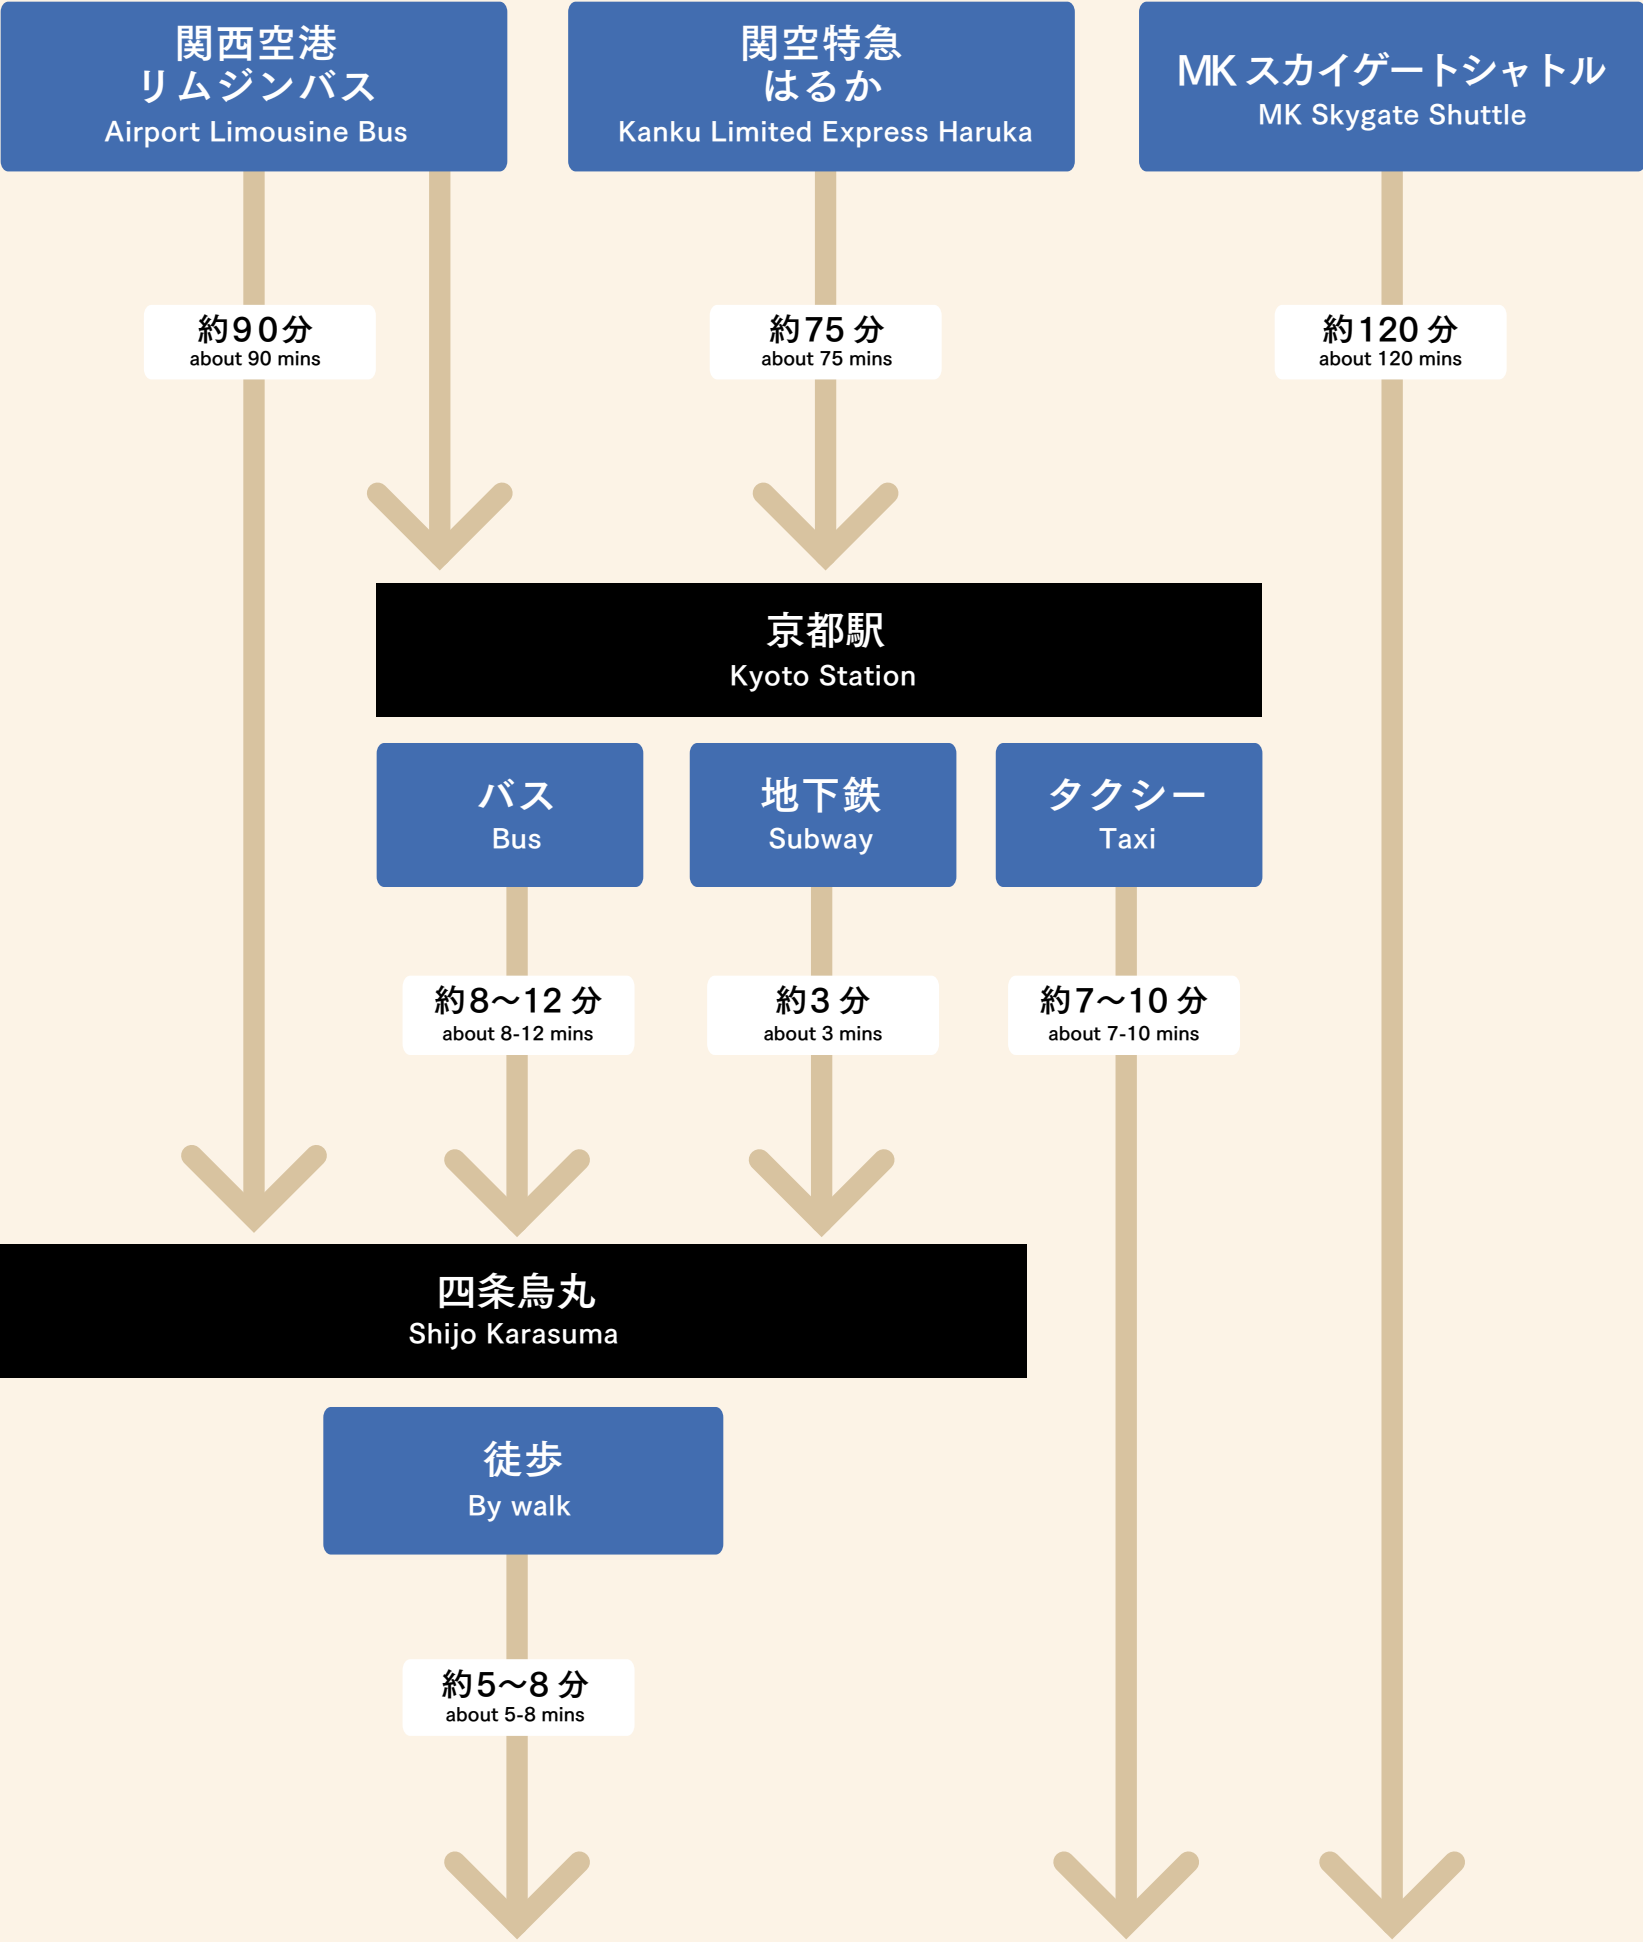 関西空港
リムジンバス
Airport Limousine Bus
関空特急
はるか
Kanku Limited Express Haruka
MKスカイゲートシャトル
MK Skygate Shuttle
約90分
about 90 mins
約75分
about 75 mins
約120分
about 120 mins
京都駅
Kyoto Station
バス
Bus
地下鉄
Subway
タクシー
Taxi
約8〜12分
about 8-12 mins
約3分
about 3 mins
約7〜10分
about 7-10 mins
四条烏丸
Shijo Karasuma
徒歩
By walk
約5〜8分
about 5-8 mins